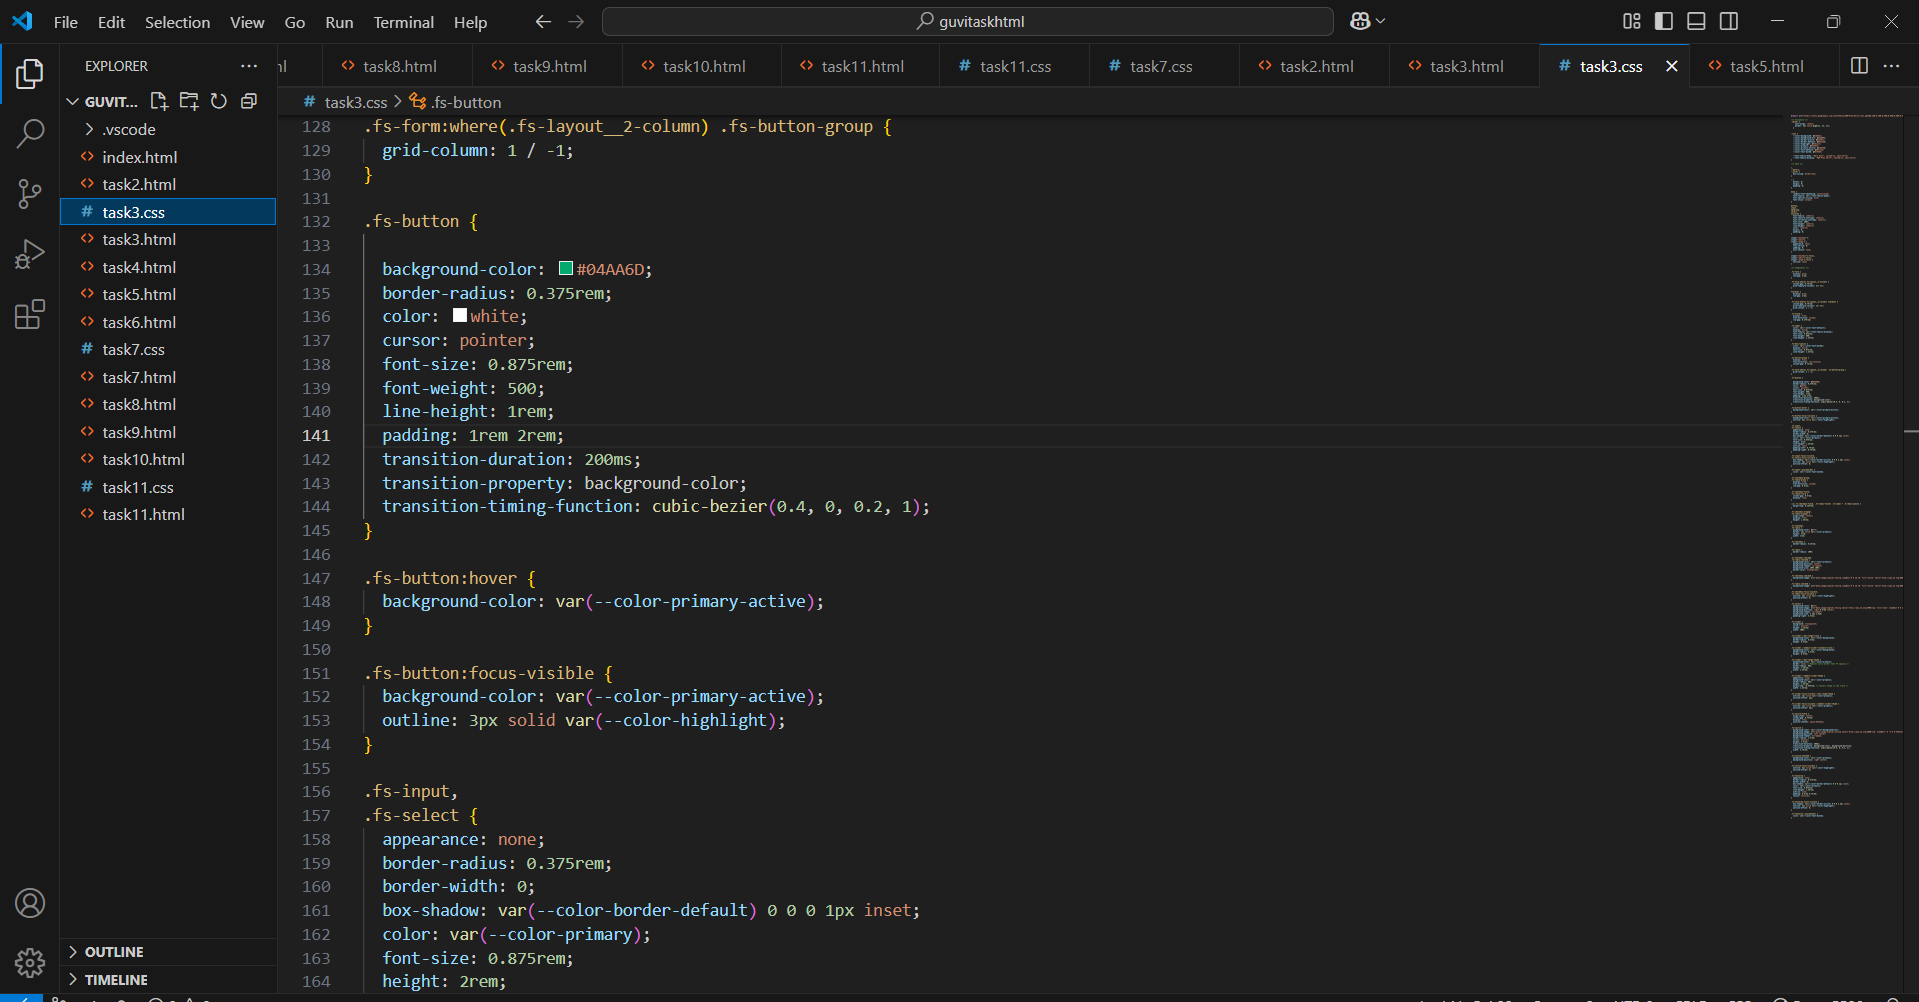 File Edit Selection View Go Run Terminal Help
guvitaskhtml
EXPLORER
task8.html task9.html task10.html task11.html task11.css task7.css task2.html task3.html task3.css task5.html
GUVIT...
task3.css > .fs-button
.vscode
index.html
task2.html
task3.css
task3.html
task4.html
task5.html
task6.html
task7.css
task7.html
task8.html
task9.html
task10.html
task11.css
task11.html
OUTLINE
TIMELINE
128 .fs-form:where(.fs-layout__2-column) .fs-button-group {
129 grid-column: 1 / -1;
130 }
131
132 .fs-button {
133
134 background-color: #04AA6D;
135 border-radius: 0.375rem;
136 color: white;
137 cursor: pointer;
138 font-size: 0.875rem;
139 font-weight: 500;
140 line-height: 1rem;
141 padding: 1rem 2rem;
142 transition-duration: 200ms;
143 transition-property: background-color;
144 transition-timing-function: cubic-bezier(0.4, 0, 0.2, 1);
145 }
146
147 .fs-button:hover {
148 background-color: var(--color-primary-active);
149 }
150
151 .fs-button:focus-visible {
152 background-color: var(--color-primary-active);
153 outline: 3px solid var(--color-highlight);
154 }
155
156 .fs-input,
157 .fs-select {
158 appearance: none;
159 border-radius: 0.375rem;
160 border-width: 0;
161 box-shadow: var(--color-border-default) 0 0 0 1px inset;
162 color: var(--color-primary);
163 font-size: 0.875rem;
164 height: 2rem;